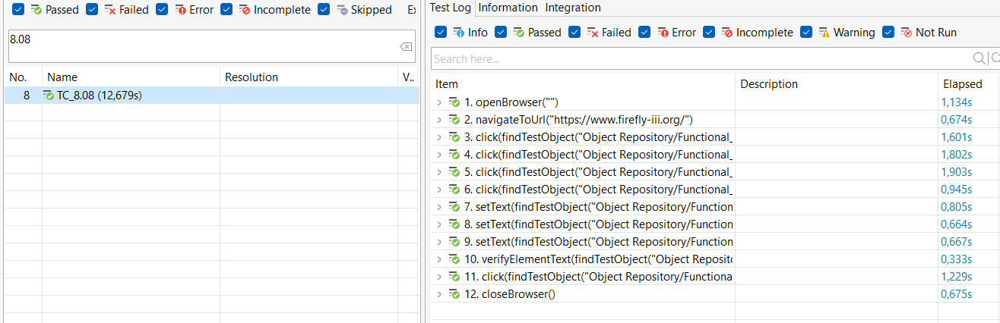 Passed Failed Error Incomplete Skipped Ex
8.08
No. Name Resolution V..
8 TC_8.08 (12,679s)
Test Log Information Integration
Info Passed Failed Error Incomplete Warning Not Run
Search here...
Item Description Elapsed
1. openBrowser("") 1,134s
2. navigateToUrl("https://www.firefly-iii.org/") 0,674s
3. click(findTestObject("Object Repository/Functional_ 1,601s
4. click(findTestObject("Object Repository/Functional_ 1,802s
5. click(findTestObject("Object Repository/Functional_ 1,903s
6. click(findTestObject("Object Repository/Functional_ 0,945s
7. setText(findTestObject("Object Repository/Function 0,805s
8. setText(findTestObject("Object Repository/Function 0,664s
9. setText(findTestObject("Object Repository/Function 0,667s
10. verifyElementText(findTestObject("Object Reposito 0,333s
11. click(findTestObject("Object Repository/Functiona 1,229s
12. closeBrowser() 0,675s